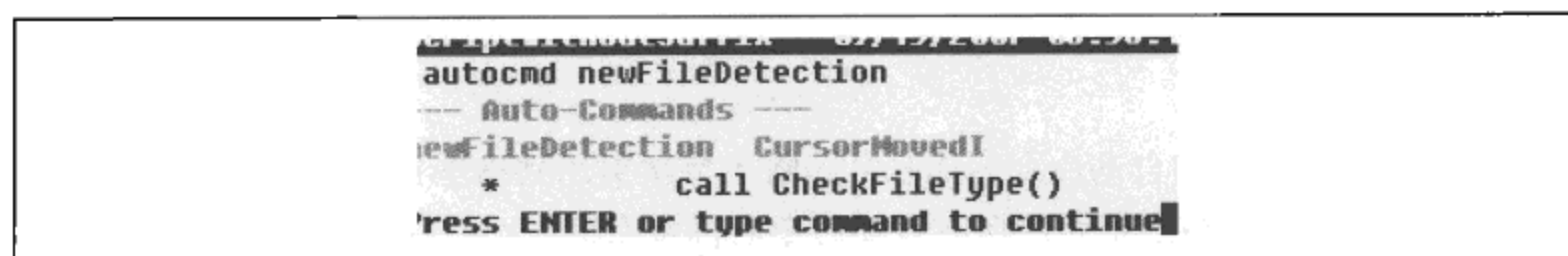 autocmd newFileDetection
--- Auto-Commands ---
ewFileDetection CursorMovedI
* call CheckFileType()
ress ENTER or type command to continue